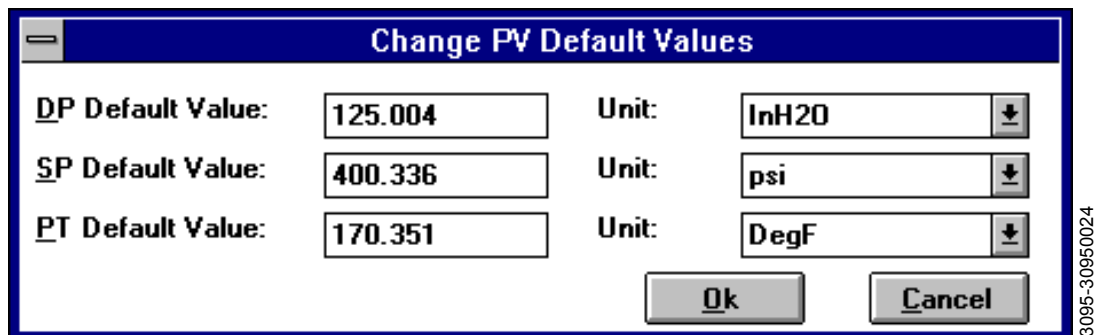 Change PV Default Values
DP Default Value: 125.004 Unit: InH2O
SP Default Value: 400.336 Unit: psi
PT Default Value: 170.351 Unit: DegF
Ok Cancel
3095-30950024